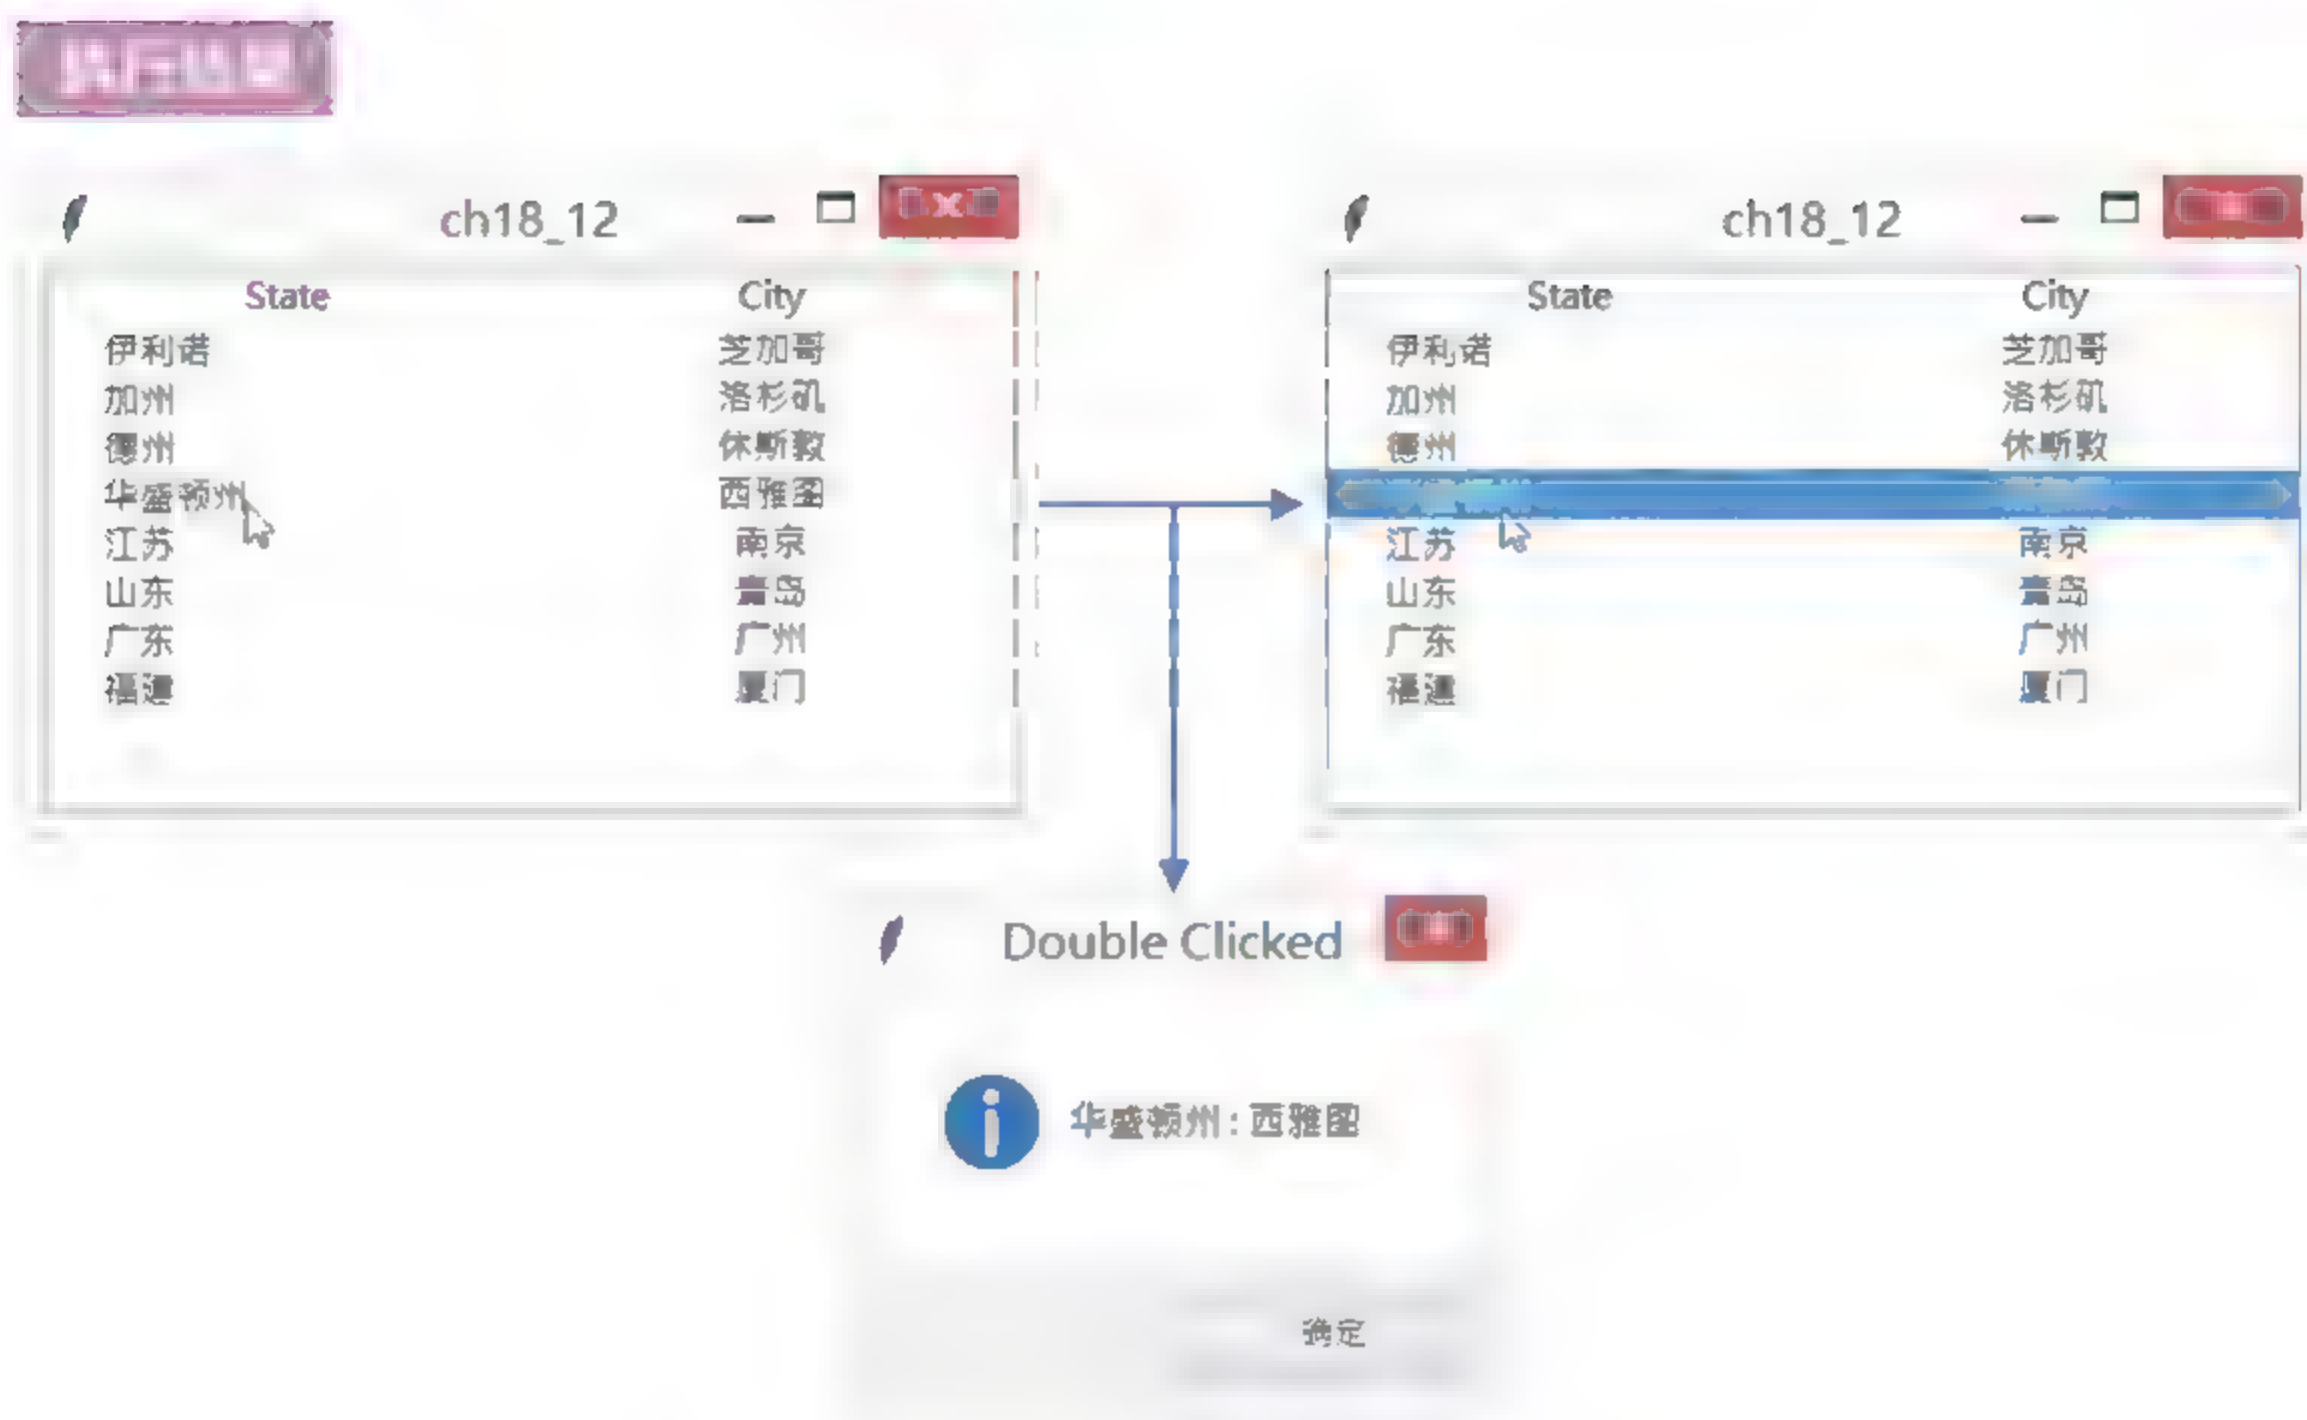 ch18_12
State City
伊利诺 芝加哥
加州 洛杉矶
德州 休斯敦
华盛顿州 西雅图
江苏 南京
山东 青岛
广东 广州
福建 厦门
ch18_12
State City
伊利诺 芝加哥
加州 洛杉矶
德州 休斯敦
江苏 南京
山东 青岛
广东 广州
福建 厦门
Double Clicked
华盛顿州 : 西雅图
确定